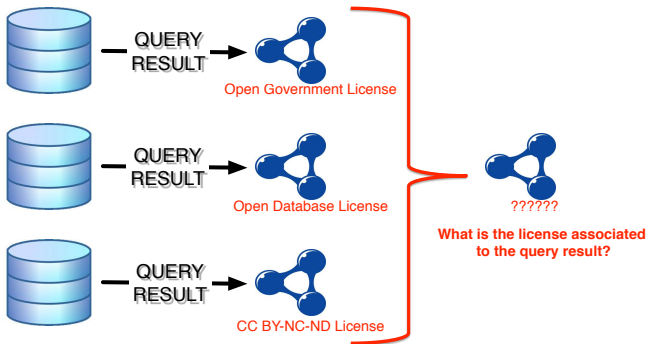 QUERY
RESULT
Open Government License
QUERY
RESULT
Open Database License
QUERY
RESULT
CC BY-NC-ND License
??????
What is the license associated
to the query result?